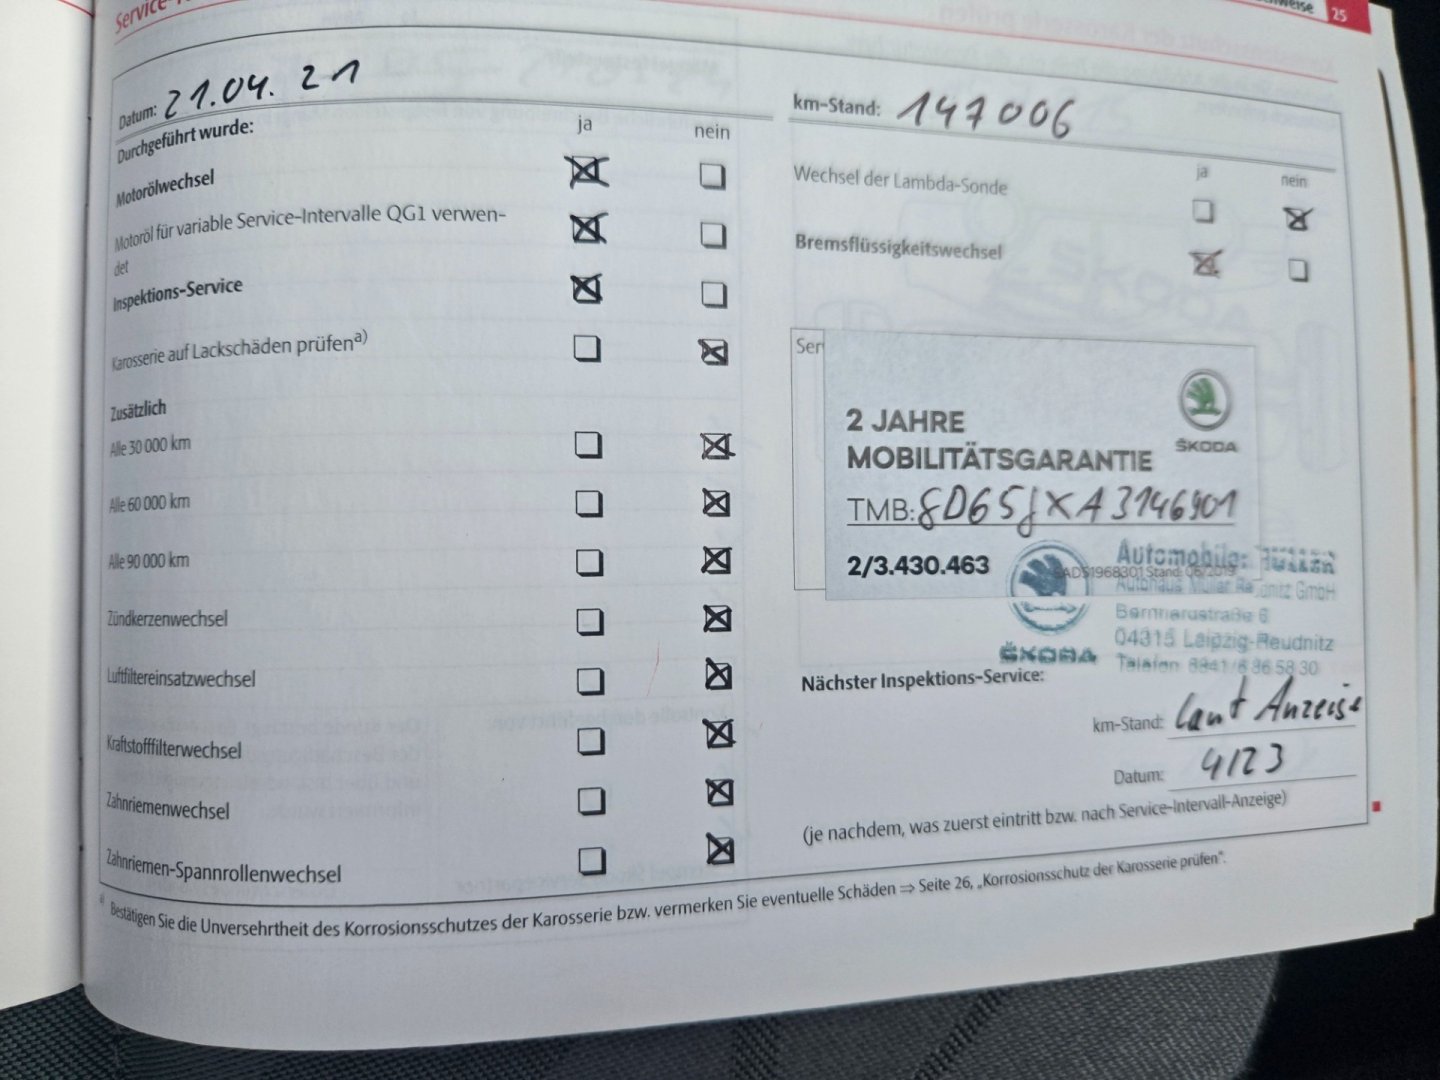 Service-
25
Datum: 21.04.21
km-Stand: 147006
Durchgeführt wurde:
ja nein
Motorölwechsel
Motoröl für variable Service-Intervalle QG1 verwen-
det
Inspektions-Service
Karosserie auf Lackschäden prüfen a)
Zusätzlich
Alle 30 000 km
Alle 60 000 km
Alle 90 000 km
Zündkerzenwechsel
Luftfiltereinsatzwechsel
Kraftstofffilterwechsel
Zahnriemenwechsel
Zahnriemen-Spannrollenwechsel
ja nein
Wechsel der Lambda-Sonde
Bremsflüssigkeitswechsel
Ser
2 JAHRE
MOBILITÄTSGARANTIE
ŠKODA
TMB:
2/3.430.463
ŠKODA
04315 Leipzig-Reudnitz
Nächster Inspektions-Service:
km-Stand: laut Anzeige
Datum: 4/23
(je nachdem, was zuerst eintritt bzw. nach Service-Intervall-Anzeige)
a) Bestätigen Sie die Unversehrtheit des Korrosionsschutzes der Karosserie bzw. vermerken Sie eventuelle Schäden ⇒ Seite 26, „Korrosionsschutz der Karosserie prüfen".